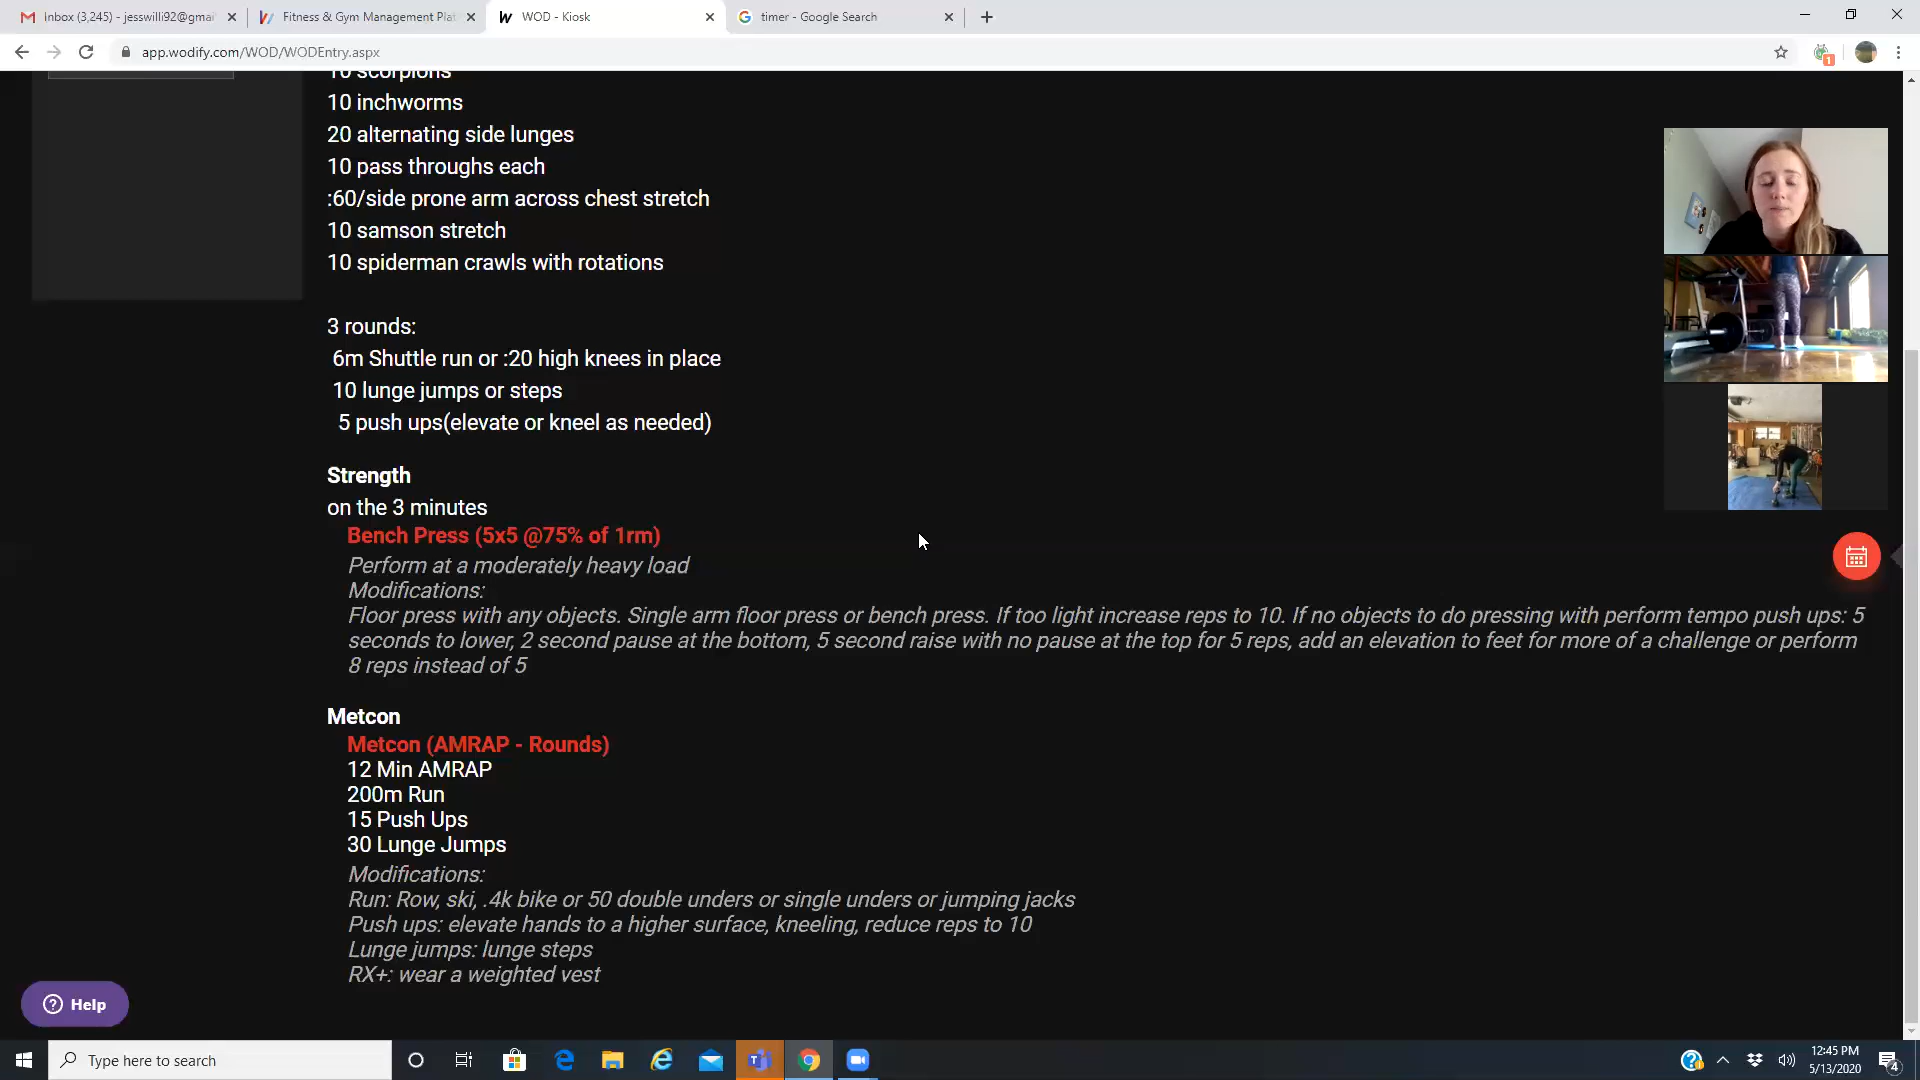 Inbox (3,245) - jesswilli92@gmai
Fitness & Gym Management Plat
WOD - Kiosk
timer - Google Search
app.wodify.com/WOD/WODEntry.aspx
1
10 scorpions
10 inchworms
20 alternating side lunges
10 pass throughs each
:60/side prone arm across chest stretch
10 samson stretch
10 spiderman crawls with rotations
3 rounds:
6m Shuttle run or :20 high knees in place
10 lunge jumps or steps
5 push ups(elevate or kneel as needed)
Strength
on the 3 minutes
Bench Press (5x5 @75% of 1rm)
Perform at a moderately heavy load
Modifications:
Floor press with any objects. Single arm floor press or bench press. If too light increase reps to 10. If no objects to do pressing with perform tempo push ups: 5
seconds to lower, 2 second pause at the bottom, 5 second raise with no pause at the top for 5 reps, add an elevation to feet for more of a challenge or perform
8 reps instead of 5
Metcon
Metcon (AMRAP - Rounds)
12 Min AMRAP
200m Run
15 Push Ups
30 Lunge Jumps
Modifications:
Run: Row, ski, .4k bike or 50 double unders or single unders or jumping jacks
Push ups: elevate hands to a higher surface, kneeling, reduce reps to 10
Lunge jumps: lunge steps
RX+: wear a weighted vest
Help
Type here to search
12:45 PM
5/13/2020
4